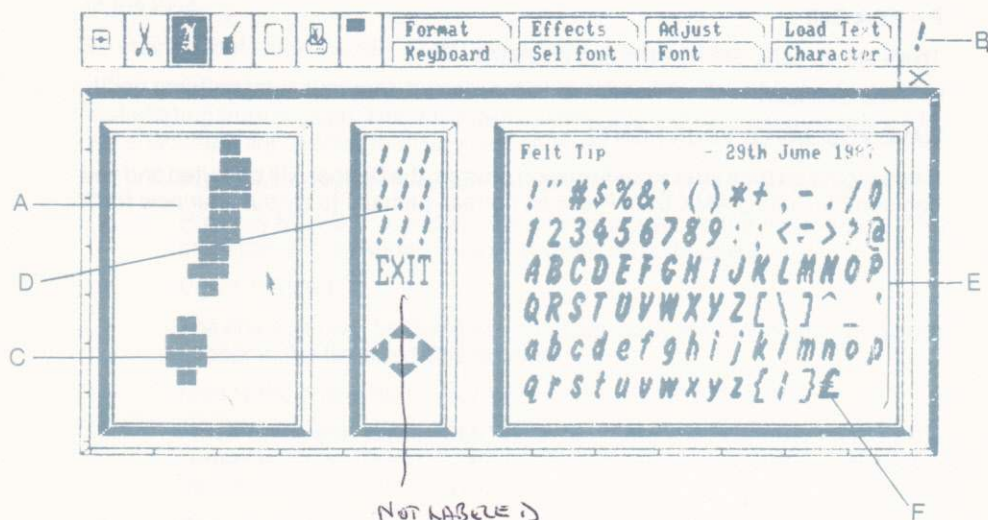 Format Effects Adjust Load Text
Keyboard Sel font Font Character
! B
Felt Tip - 29th June 1987
A
! ! !
! ! !
! ! !
D
EXIT
C
!"#$%&'()*+,-./0
123456789:;<=>?@
ABCDEFGHIJKLMNOP
QRSTUVWXYZ[\]^_'
abcdefghijklmnop
qrstuvwxyz{|}£
E
F
NOT LABELED